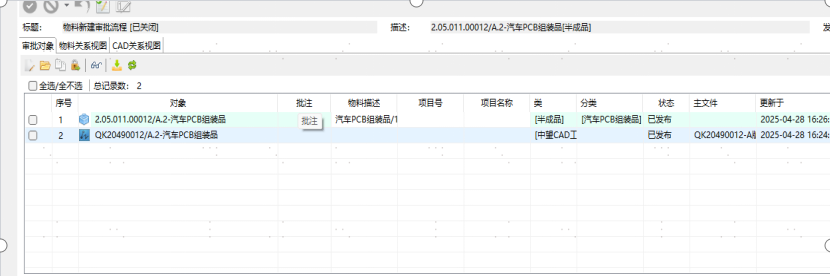 标题： 物料新建审批流程 [已关闭] 描述： 2.05.011.00012/A.2-汽车PCB组装品[半成品] 发
审批对象 物料关系视图 CAD关系视图
全选/全不选 总记录数： 2
序号 对象 批注 物料描述 项目号 项目名称 类 分类 状态 主文件 更新于
1 2.05.011.00012/A.2-汽车PCB组装品 汽车PCB组装品/1 [半成品] [汽车PCB组装品] 已发布 2025-04-28 16:26:
批注
2 QK20490012/A.2-汽车PCB组装品 [中望CAD工 已发布 QK20490012-A版 2025-04-28 16:24: